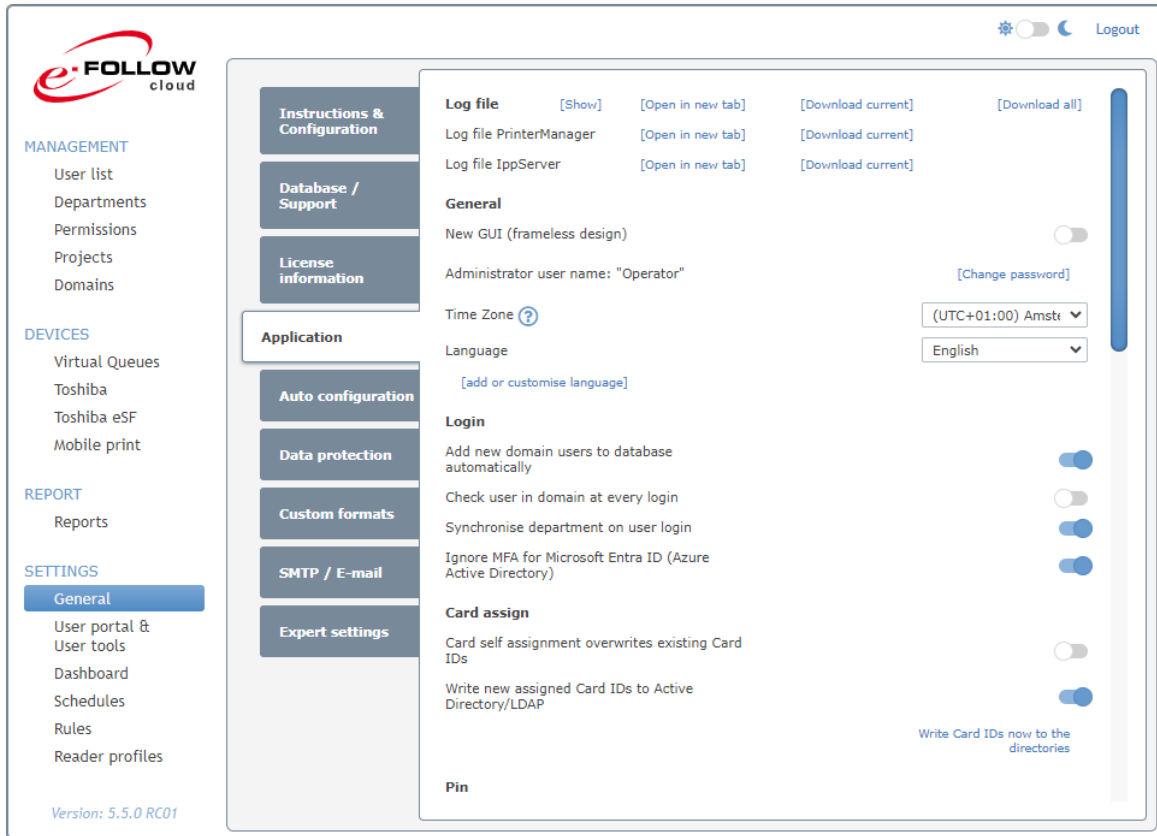 Logout
e-FOLLOW
cloud
MANAGEMENT
User list
Departments
Permissions
Projects
Domains
DEVICES
Virtual Queues
Toshiba
Toshiba eSF
Mobile print
REPORT
Reports
SETTINGS
General
User portal &
User tools
Dashboard
Schedules
Rules
Reader profiles
Version: 5.5.0 RC01
Instructions &
Configuration
Database /
Support
License
information
Application
Auto configuration
Data protection
Custom formats
SMTP / E-mail
Expert settings
Log file [Show] [Open in new tab] [Download current] [Download all]
Log file PrinterManager [Open in new tab] [Download current]
Log file IppServer [Open in new tab] [Download current]
General
New GUI (frameless design)
Administrator user name: "Operator" [Change password]
Time Zone ? (UTC+01:00) Amste
Language English
[add or customise language]
Login
Add new domain users to database
automatically
Check user in domain at every login
Synchronise department on user login
Ignore MFA for Microsoft Entra ID (Azure
Active Directory)
Card assign
Card self assignment overwrites existing Card
IDs
Write new assigned Card IDs to Active
Directory/LDAP
Write Card IDs now to the
directories
Pin